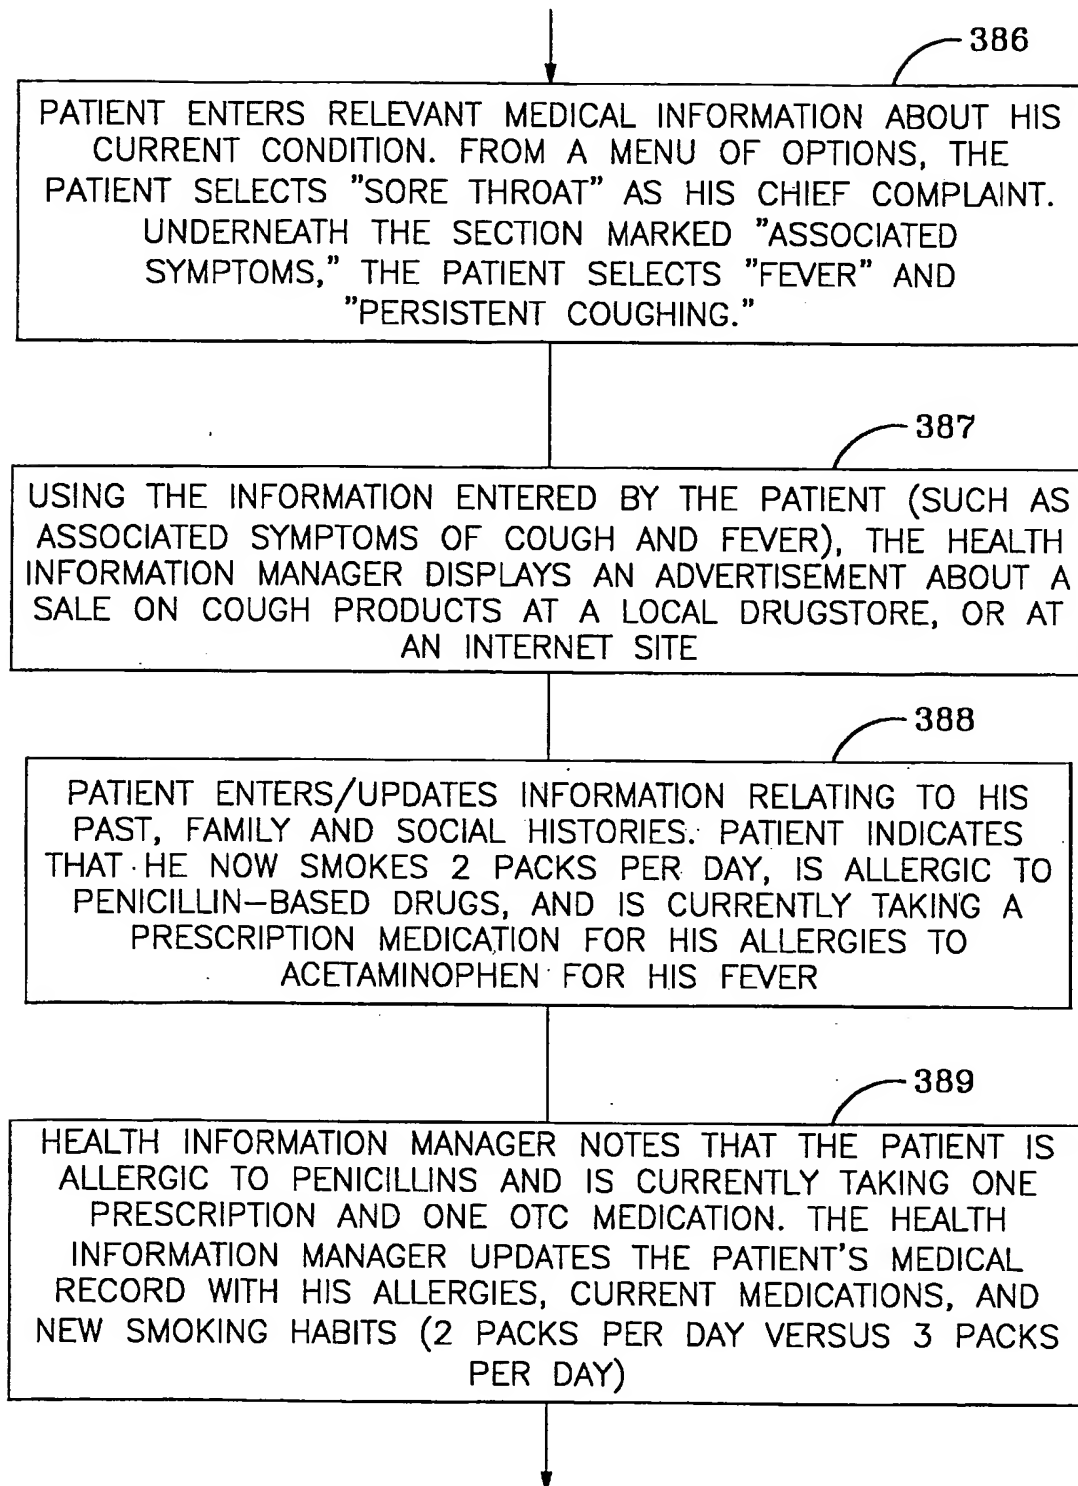 386
PATIENT ENTERS RELEVANT MEDICAL INFORMATION ABOUT HIS
CURRENT CONDITION. FROM A MENU OF OPTIONS, THE
PATIENT SELECTS "SORE THROAT" AS HIS CHIEF COMPLAINT.
UNDERNEATH THE SECTION MARKED "ASSOCIATED
SYMPTOMS," THE PATIENT SELECTS "FEVER" AND
"PERSISTENT COUGHING."
387
USING THE INFORMATION ENTERED BY THE PATIENT (SUCH AS
ASSOCIATED SYMPTOMS OF COUGH AND FEVER), THE HEALTH
INFORMATION MANAGER DISPLAYS AN ADVERTISEMENT ABOUT A
SALE ON COUGH PRODUCTS AT A LOCAL DRUGSTORE, OR AT
AN INTERNET SITE
388
PATIENT ENTERS/UPDATES INFORMATION RELATING TO HIS
PAST, FAMILY AND SOCIAL HISTORIES. PATIENT INDICATES
THAT HE NOW SMOKES 2 PACKS PER DAY, IS ALLERGIC TO
PENICILLIN-BASED DRUGS, AND IS CURRENTLY TAKING A
PRESCRIPTION MEDICATION FOR HIS ALLERGIES TO
ACETAMINOPHEN FOR HIS FEVER
389
HEALTH INFORMATION MANAGER NOTES THAT THE PATIENT IS
ALLERGIC TO PENICILLINS AND IS CURRENTLY TAKING ONE
PRESCRIPTION AND ONE OTC MEDICATION. THE HEALTH
INFORMATION MANAGER UPDATES THE PATIENT'S MEDICAL
RECORD WITH HIS ALLERGIES, CURRENT MEDICATIONS, AND
NEW SMOKING HABITS (2 PACKS PER DAY VERSUS 3 PACKS
PER DAY)